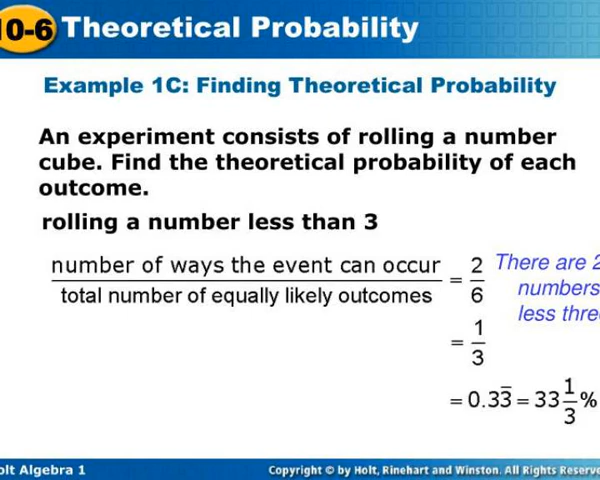 10-6 Theoretical Probability
Example 1C: Finding Theoretical Probability
An experiment consists of rolling a number
cube. Find the theoretical probability of each
outcome.
rolling a number less than 3
number of ways the event can occur
total number of equally likely outcomes
= 2/6
There are 2
numbers
less three
= 1/3
= 0.33̅ = 33 1/3 %
olt Algebra 1
Copyright © by Holt, Rinehart and Winston. All Rights Reserve